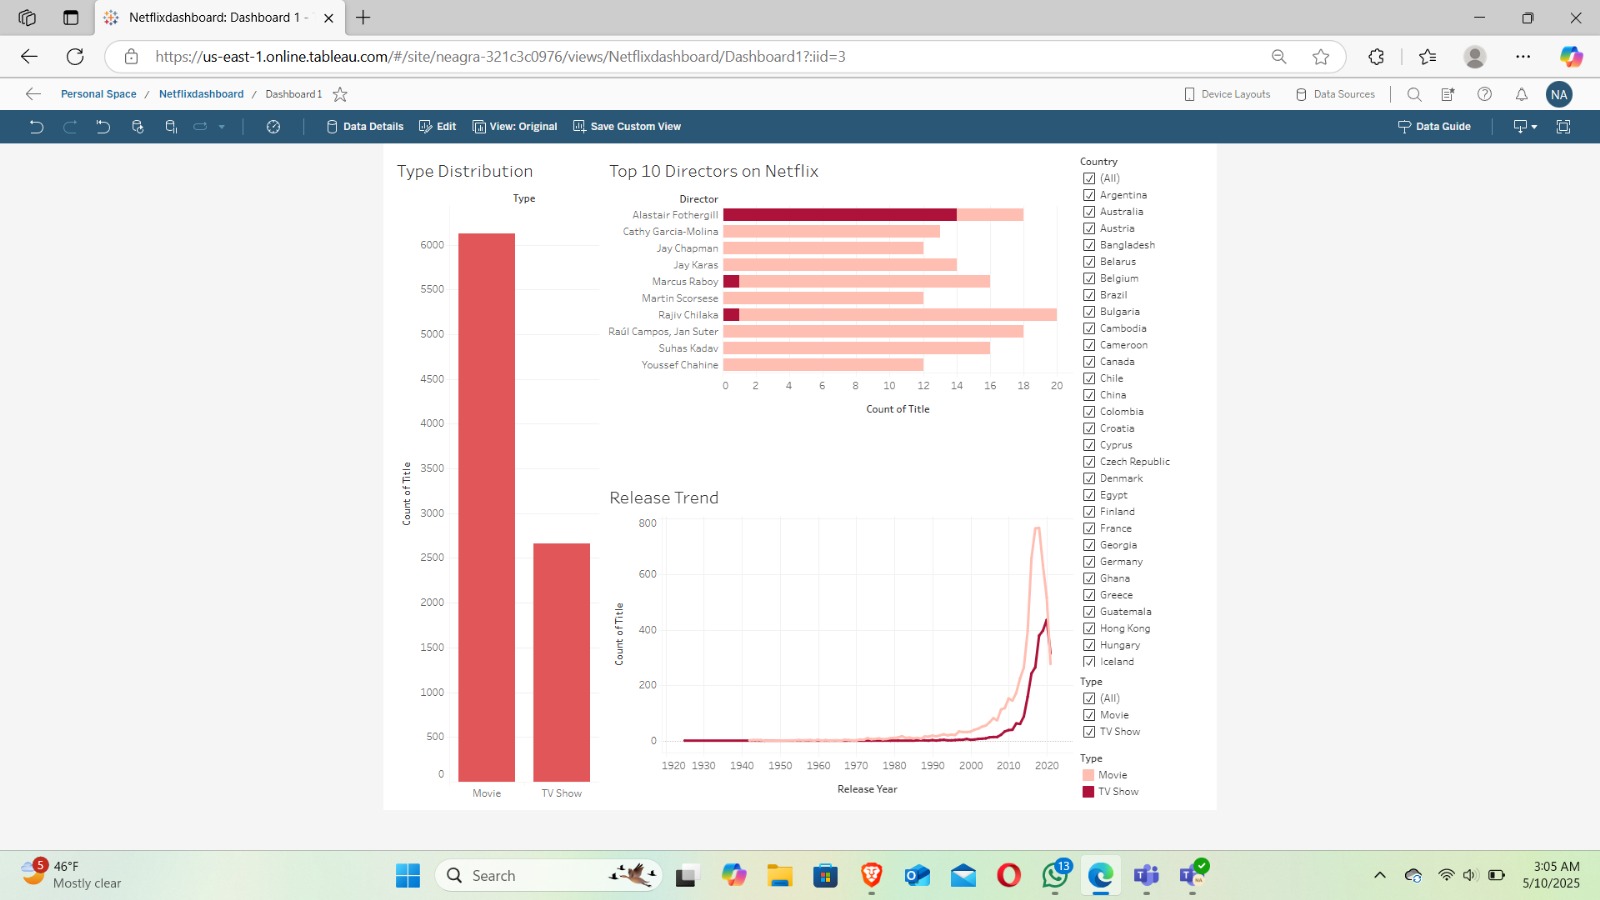 Netflixdashboard: Dashboard 1 -
https://us-east-1.online.tableau.com/#/site/neagra-321c3c0976/views/Netflixdashboard/Dashboard1?:iid=3
Personal Space / Netflixdashboard / Dashboard 1
Device Layouts
Data Sources
NA
Data Details
Edit
View: Original
Save Custom View
Data Guide
Type Distribution
Type
Count of Title
6000
5500
5000
4500
4000
3500
3000
2500
2000
1500
1000
500
0
Movie
TV Show
Top 10 Directors on Netflix
Director
Alastair Fothergill
Cathy Garcia-Molina
Jay Chapman
Jay Karas
Marcus Raboy
Martin Scorsese
Rajiv Chilaka
Raúl Campos, Jan Suter
Suhas Kadav
Youssef Chahine
0 2 4 6 8 10 12 14 16 18 20
Count of Title
Release Trend
Count of Title
800
600
400
200
0
1920 1930 1940 1950 1960 1970 1980 1990 2000 2010 2020
Release Year
Country
(All)
Argentina
Australia
Austria
Bangladesh
Belarus
Belgium
Brazil
Bulgaria
Cambodia
Cameroon
Canada
Chile
China
Colombia
Croatia
Cyprus
Czech Republic
Denmark
Egypt
Finland
France
Georgia
Germany
Ghana
Greece
Guatemala
Hong Kong
Hungary
Iceland
Type
(All)
Movie
TV Show
Type
Movie
TV Show
5
46°F
Mostly clear
Search
13
3:05 AM
5/10/2025